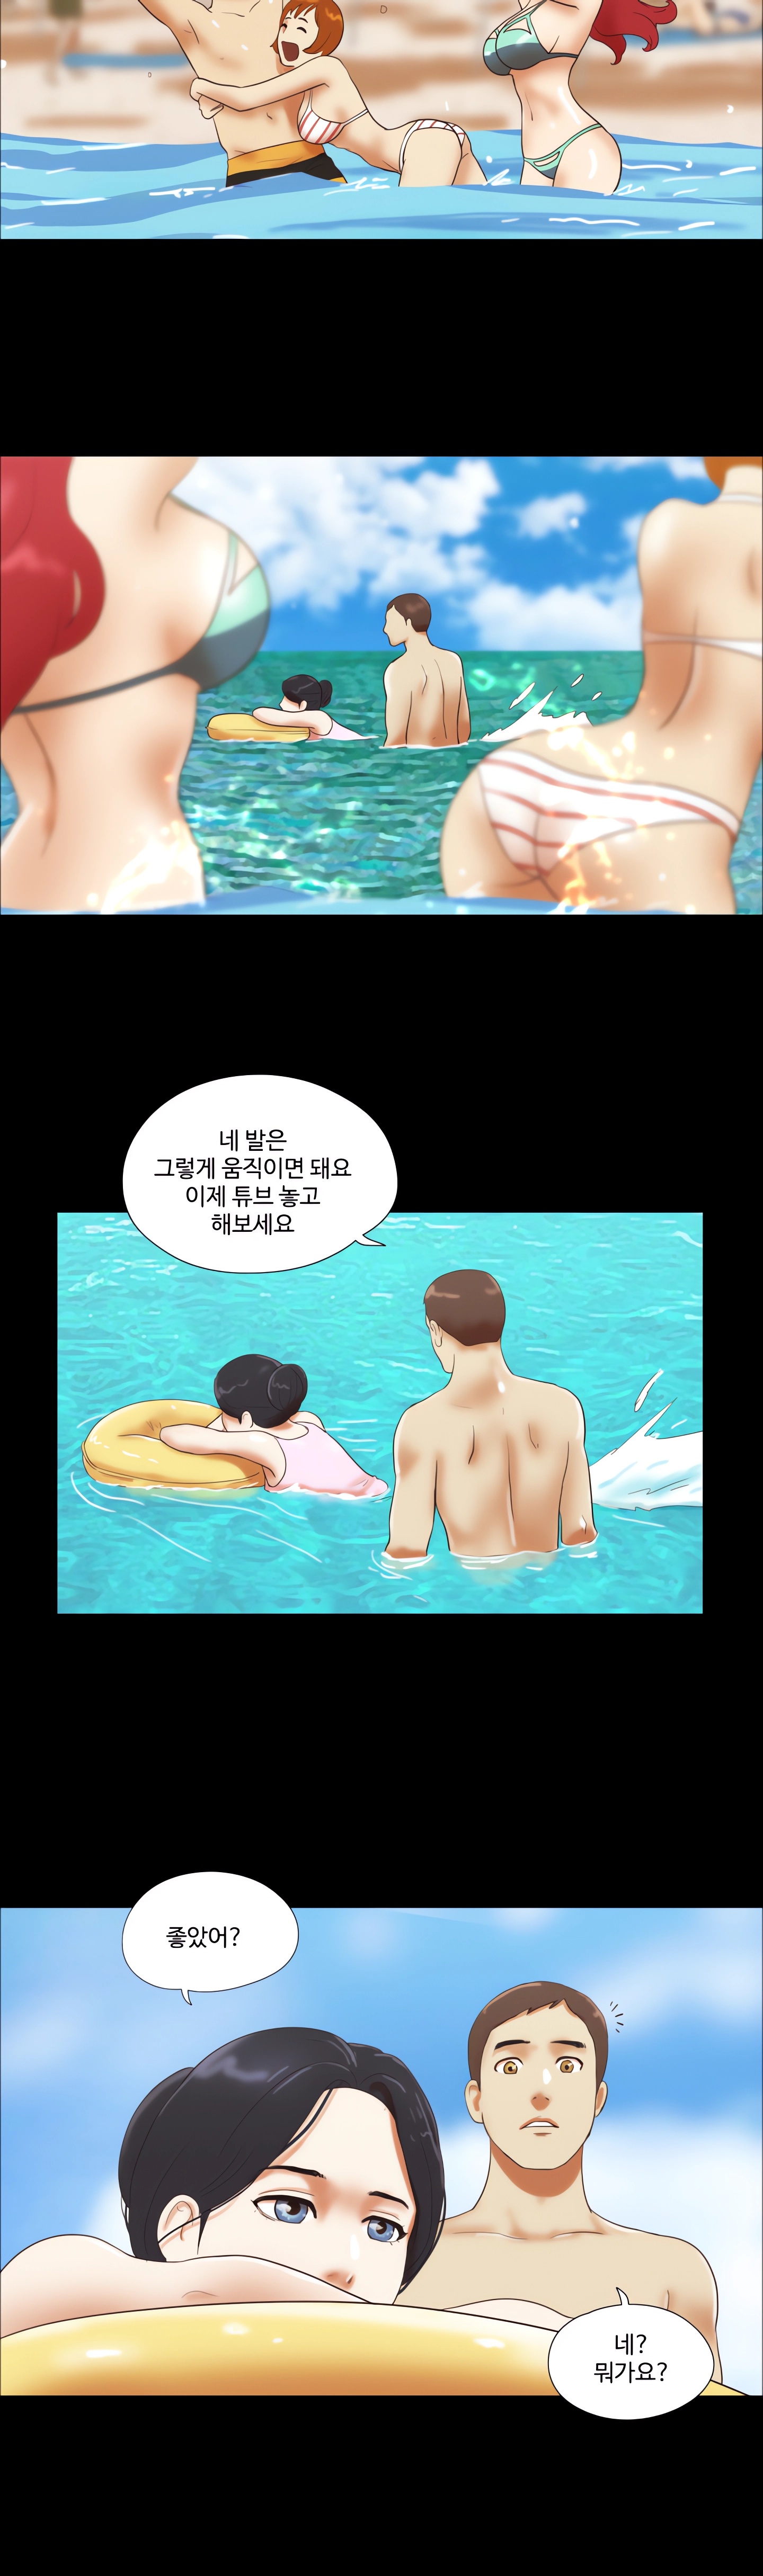 네 발은
그렇게 움직이면 돼요
이제 튜브 놓고
해보세요
좋았어?
네?
뭐가요?